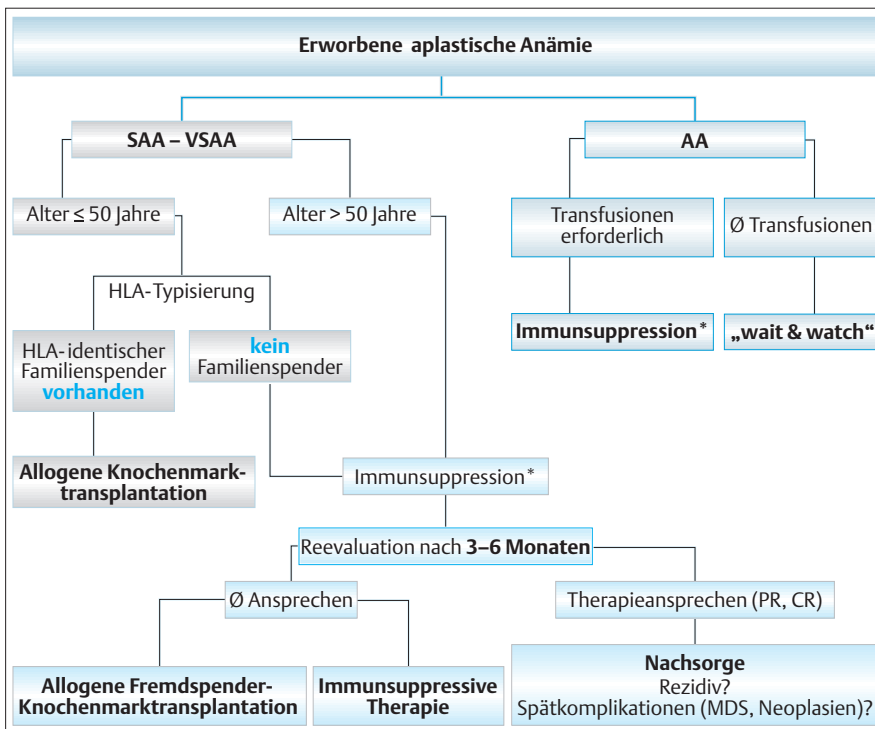 Erworbene aplastische Anämie
SAA – VSAA
AA
Alter ≤ 50 Jahre
Alter > 50 Jahre
Transfusionen
erforderlich
Ø Transfusionen
HLA-Typisierung
HLA-identischer
Familienspender
vorhanden
kein
Familienspender
Immunsuppression*
„wait & watch“
Allogene Knochenmark-
transplantation
Immunsuppression*
Reevaluation nach 3–6 Monaten
Ø Ansprechen
Therapieansprechen (PR, CR)
Allogene Fremdspender-
Knochenmarktransplantation
Immunsuppressive
Therapie
Nachsorge
Rezidiv?
Spätkomplikationen (MDS, Neoplasien)?